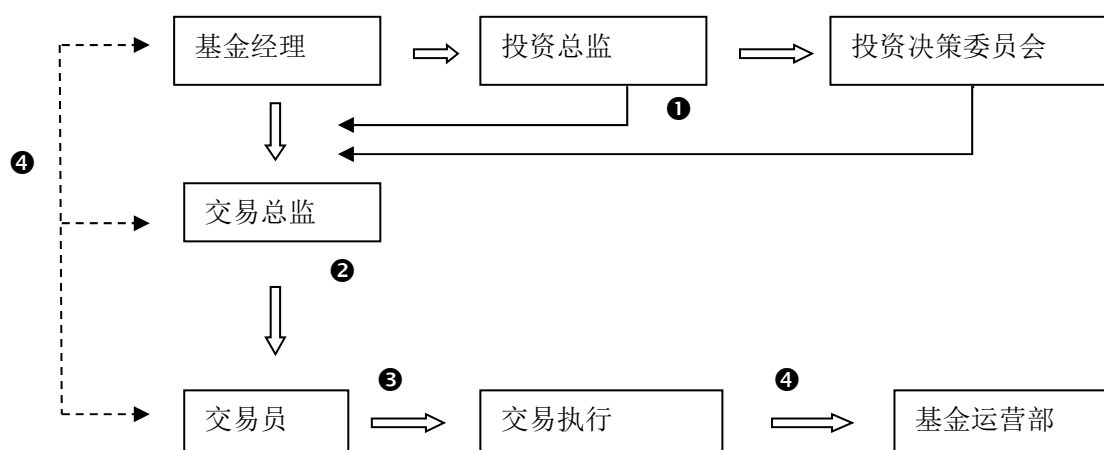 基金经理
投资总监
投资决策委员会
❶
❹
交易总监
❷
❸
❹
交易员
交易执行
基金运营部